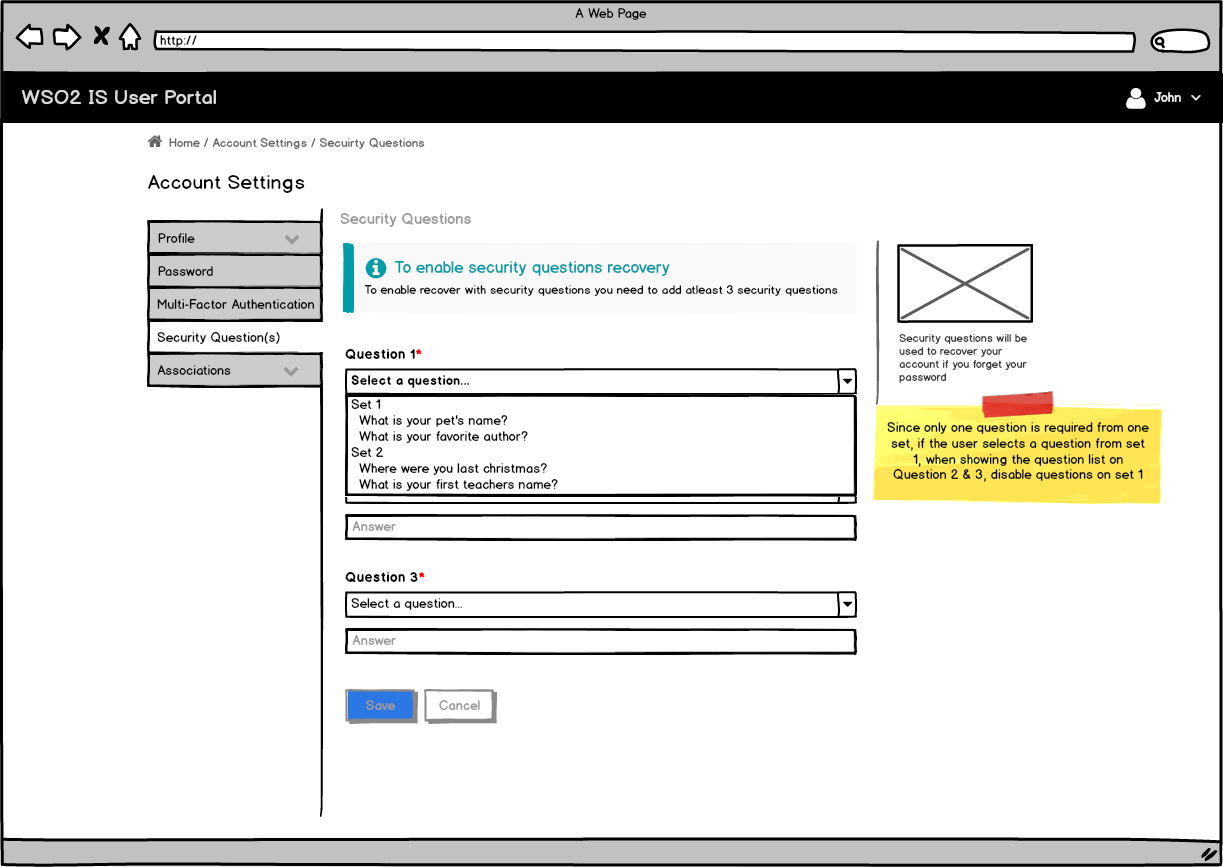 A Web Page
http://
WSO2 IS User Portal
John
Home / Account Settings / Secuirty Questions
Account Settings
Profile
Password
Multi-Factor Authentication
Security Question(s)
Associations
Security Questions
To enable security questions recovery
To enable recover with security questions you need to add atleast 3 security questions
Question 1*
Select a question...
Set 1
What is your pet's name?
What is your favorite author?
Set 2
Where were you last christmas?
What is your first teachers name?
Answer
Question 3*
Select a question...
Answer
Save
Cancel
Security questions will be
used to recover your
account if you forget your
password
Since only one question is required from one
set, if the user selects a question from set
1, when showing the question list on
Question 2 & 3, disable questions on set 1